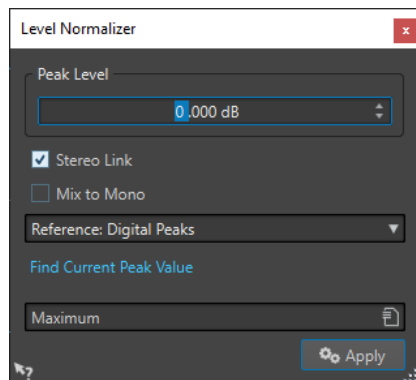 Level Normalizer
x
Peak Level
0.000 dB
Stereo Link
Mix to Mono
Reference: Digital Peaks
Find Current Peak Value
Maximum
Apply
?